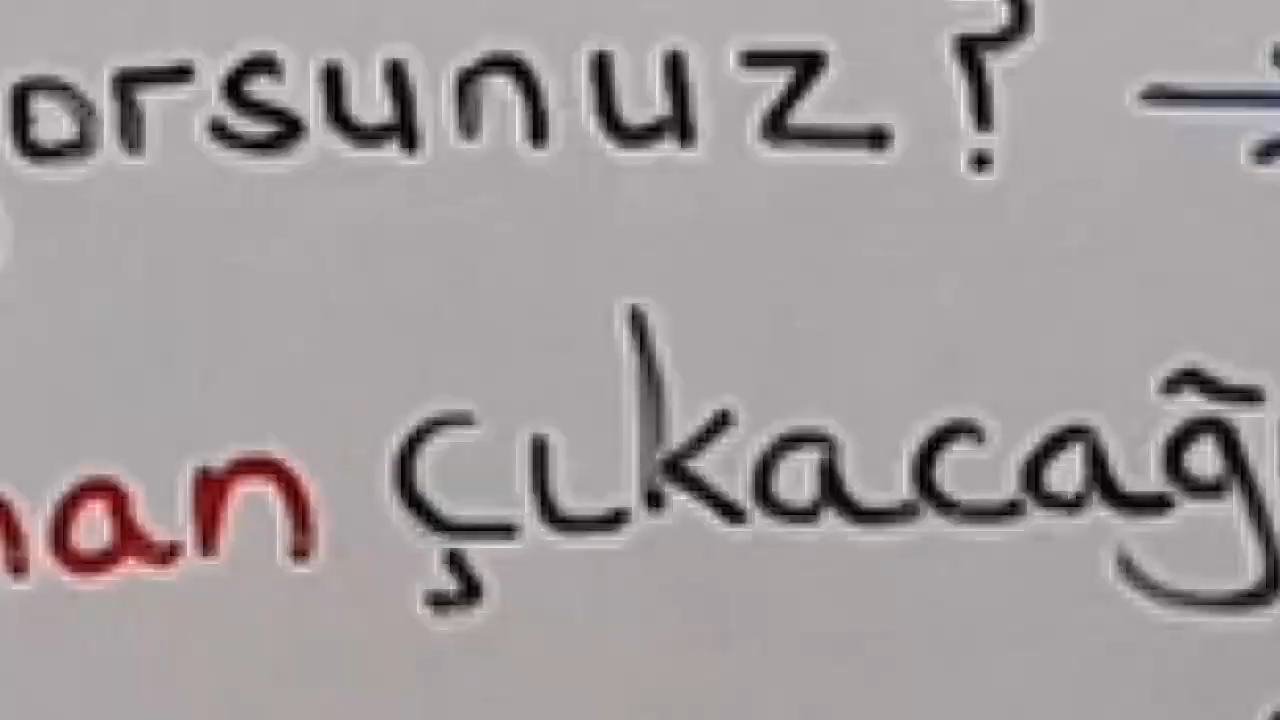 orsunuz? →
an çıkacağ